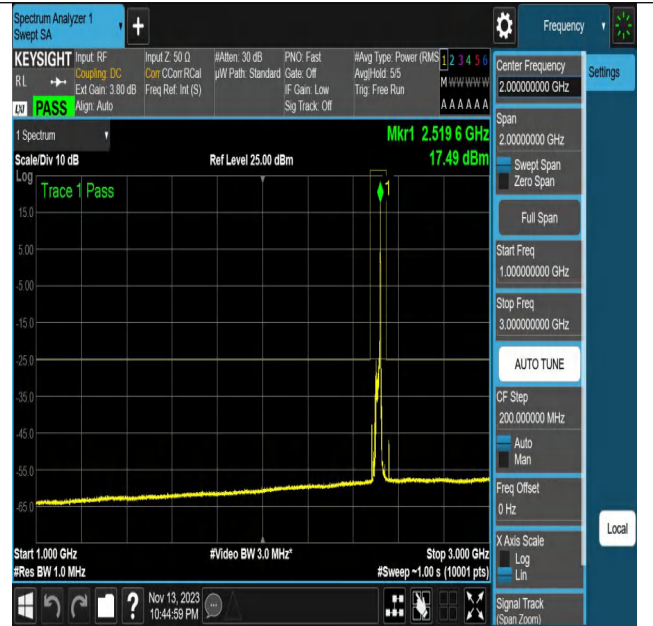 Spectrum Analyzer 1
Swept SA
Frequency
KEYSIGHT
RL
LXI
PASS
Input: RF
Coupling: DC
Ext Gain: 3.80 dB
Align: Auto
Input Z: 50 Ω
Corr CCorr RCal
Freq Ref: Int (S)
#Atten: 30 dB
µW Path: Standard
PNO: Fast
Gate: Off
IF Gain: Low
Sig Track: Off
#Avg Type: Power (RMS
Avg|Hold: 5/5
Trig: Free Run
1 2 3 4 5 6
M W W W W W
A A A A A A
1 Spectrum
Scale/Div 10 dB
Ref Level 25.00 dBm
Mkr1 2.519 6 GHz
17.49 dBm
Log
Trace 1 Pass
1
15.0
5.00
-5.00
-15.0
-25.0
-35.0
-45.0
-55.0
-65.0
Start 1.000 GHz
#Video BW 3.0 MHz*
Stop 3.000 GHz
#Res BW 1.0 MHz
#Sweep ~1.00 s (10001 pts)
?
Nov 13, 2023
10:44:59 PM
Center Frequency
2.000000000 GHz
Span
2.00000000 GHz
Swept Span
Zero Span
Full Span
Start Freq
1.000000000 GHz
Stop Freq
3.000000000 GHz
AUTO TUNE
CF Step
200.000000 MHz
Auto
Man
Freq Offset
0 Hz
X Axis Scale
Log
Lin
Signal Track
(Span Zoom)
Settings
Local